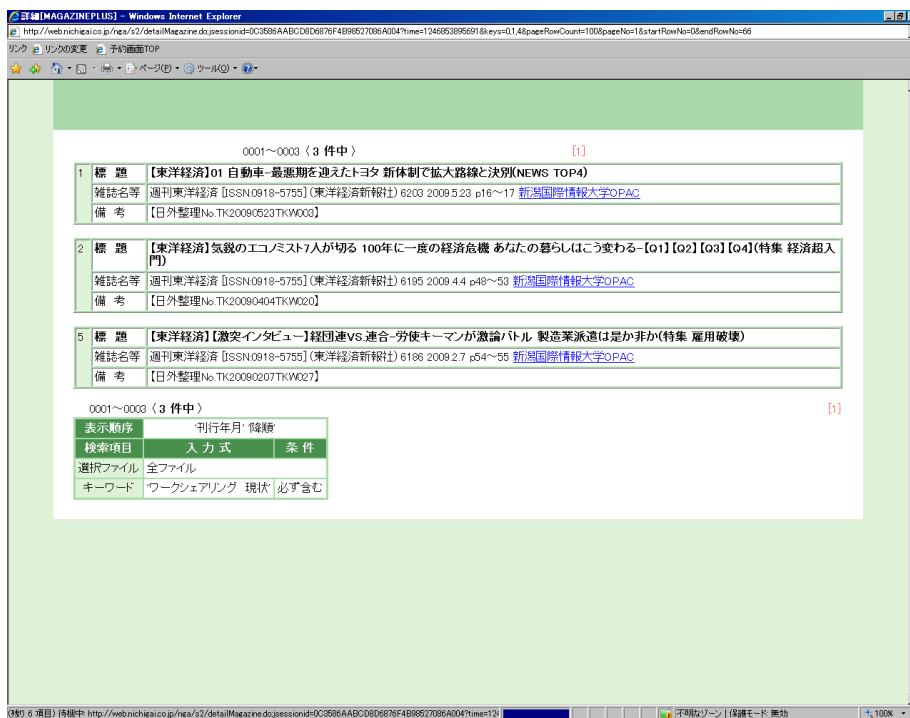 詳細[MAGAZINEPLUS] - Windows Internet Explorer
http://web.nichigai.co.jp/nga/s2/detailMagazine.do;jsessionid=0C3586AABCD8D6876F4B98527086A004?time=1246853895691&keys=0,1,4&pageRowCount=100&pageNo=1&startRowNo=0&endRowNo=66
リンク リンクの変更 予約画面TOP
ページ(P) ツール(O)
0001～0003 〈 3 件中 〉 [1]
1 標 題 【東洋経済】01 自動車-最悪期を迎えたトヨタ 新体制で拡大路線と決別(NEWS TOP4)
雑誌名等 週刊東洋経済 [ISSN:0918-5755] (東洋経済新報社) 6203 2009.5.23 p16～17 新潟国際情報大学OPAC
備 考 【日外整理No.TK20090523TKW003】
2 標 題 【東洋経済】気鋭のエコノミスト7人が切る 100年に一度の経済危機 あなたの暮らしはこう変わる-【Q1】【Q2】【Q3】【Q4】(特集 経済超入
門)
雑誌名等 週刊東洋経済 [ISSN:0918-5755] (東洋経済新報社) 6195 2009.4.4 p48～53 新潟国際情報大学OPAC
備 考 【日外整理No.TK20090404TKW020】
5 標 題 【東洋経済】【激突インタビュー】経団連VS.連合-労使キーマンが激論バトル 製造業派遣は是か非か(特集 雇用破壊)
雑誌名等 週刊東洋経済 [ISSN:0918-5755] (東洋経済新報社) 6186 2009.2.7 p54～55 新潟国際情報大学OPAC
備 考 【日外整理No.TK20090207TKW027】
0001～0003 〈 3 件中 〉 [1]
表示順序 '刊行年月' '降順'
検索項目 入 力 式 条 件
選択ファイル 全ファイル
キーワード 'ワークシェアリング 現状' 必ず含む
(残り 6 項目) 待機中: http://web.nichigai.co.jp/nga/s2/detailMagazine.do;jsessionid=0C3586AABCD8D6876F4B98527086A004?time=124 不明なゾーン | 保護モード: 無効 100%